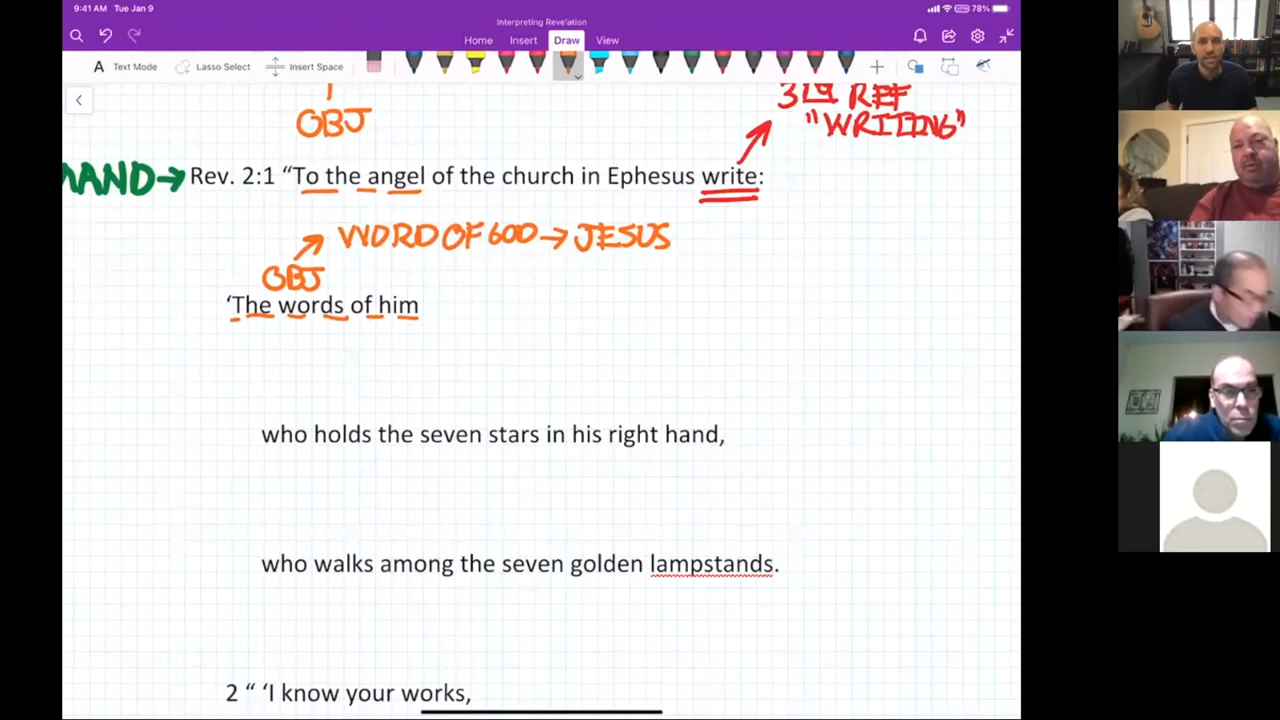 9:41 AM Tue Jan 9
78%
Interpreting Revelation
Home Insert Draw View
A Text Mode Lasso Select Insert Space
OBJ
REF
"WRITING"
Rev. 2:1 “To the angel of the church in Ephesus write:
WORD OF GOD → JESUS
OBJ
‘The words of him
who holds the seven stars in his right hand,
who walks among the seven golden lampstands.
2 “ ‘I know your works,